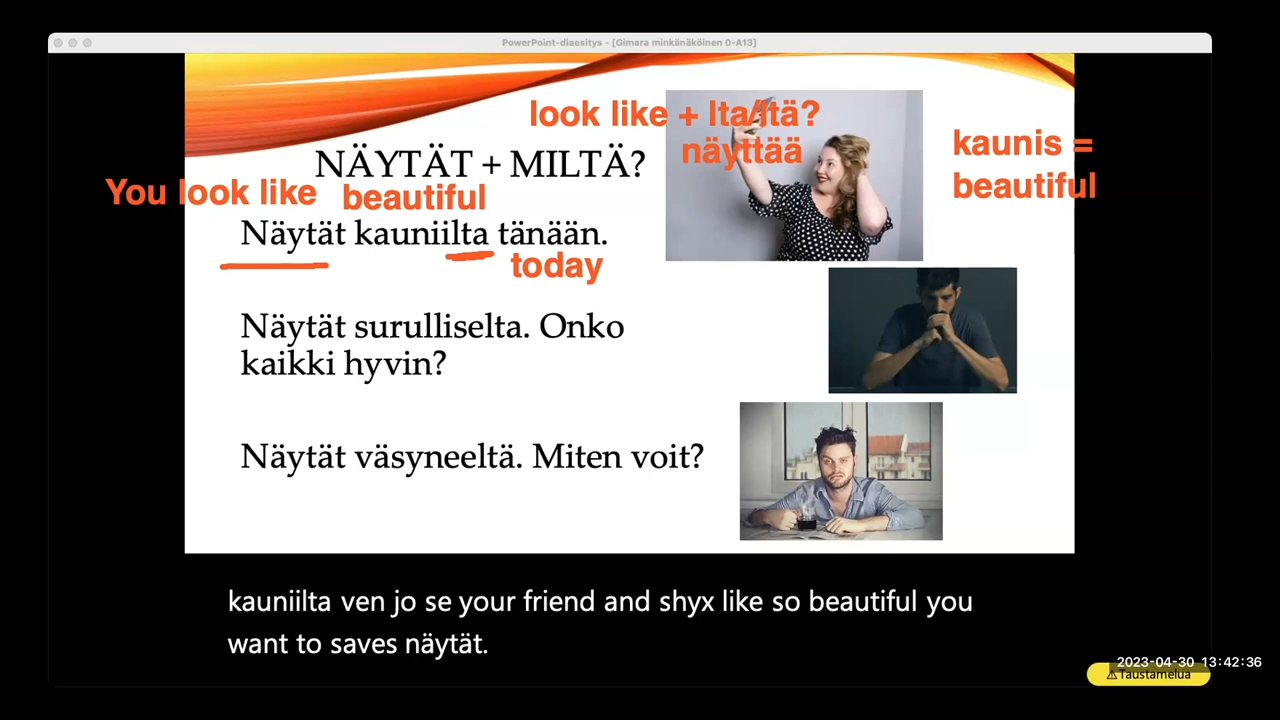 PowerPoint-diaesitys - [Gimara minkänäköinen 0-A13]
look like + lta/ltä?
näyttää
kaunis =
beautiful
NÄYTÄT + MILTÄ?
You look like beautiful
Näytät kauniilta tänään.
today
Näytät surulliselta. Onko
kaikki hyvin?
Näytät väsyneeltä. Miten voit?
kauniilta ven jo se your friend and shyx like so beautiful you
want to saves näytät.
2023-04-30 13:42:36
⚠Taustamelua